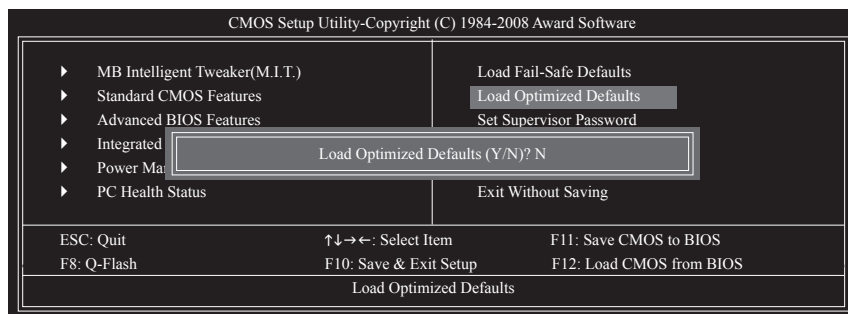 CMOS Setup Utility-Copyright (C) 1984-2008 Award Software
MB Intelligent Tweaker(M.I.T.)
Standard CMOS Features
Advanced BIOS Features
Integrated
Power Ma
PC Health Status
Load Fail-Safe Defaults
Load Optimized Defaults
Set Supervisor Password
Exit Without Saving
Load Optimized Defaults (Y/N)? N
ESC: Quit ↑↓→←: Select Item F11: Save CMOS to BIOS
F8: Q-Flash F10: Save & Exit Setup F12: Load CMOS from BIOS
Load Optimized Defaults